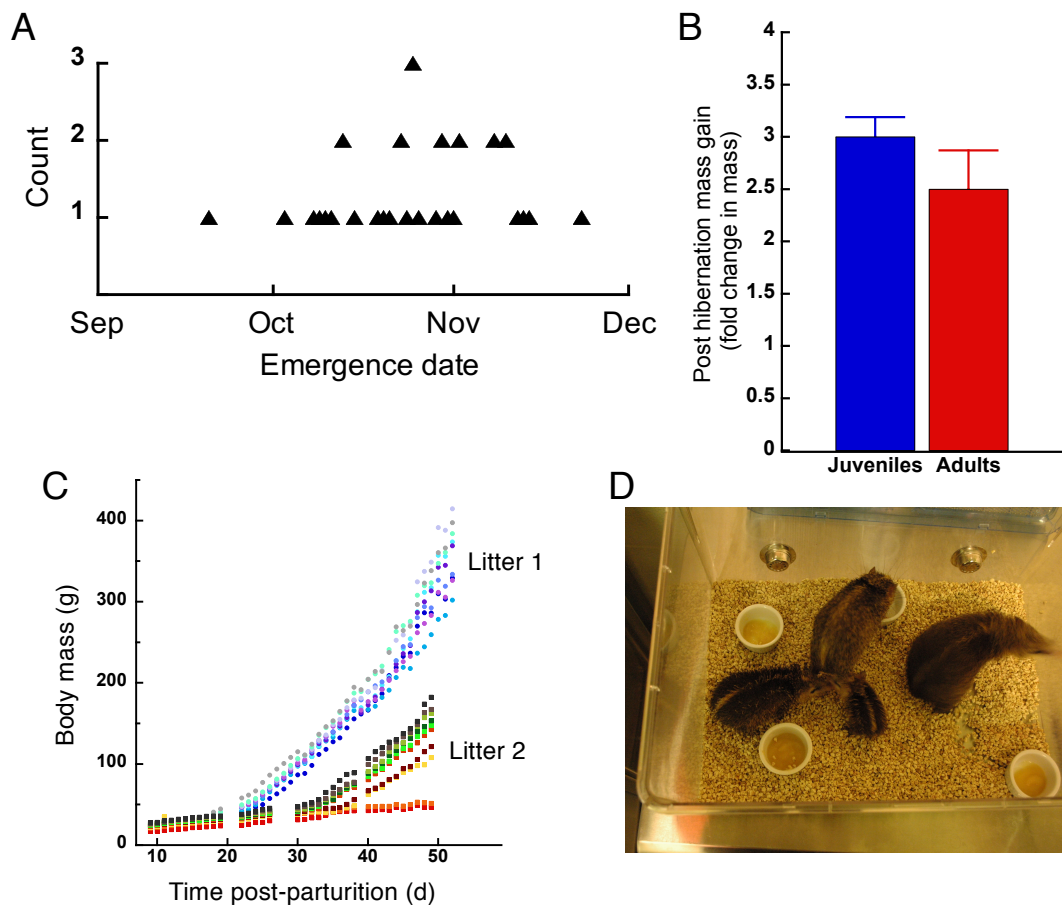 A
3
2
1
Count
Sep
Oct
Nov
Dec
Emergence date
B
4
3.5
3
2.5
2
1.5
1
0.5
0
Post hibernation mass gain
(fold change in mass)
Juveniles
Adults
C
400
300
200
100
0
Body mass (g)
Litter 1
Litter 2
10
20
30
40
50
Time post-parturition (d)
D